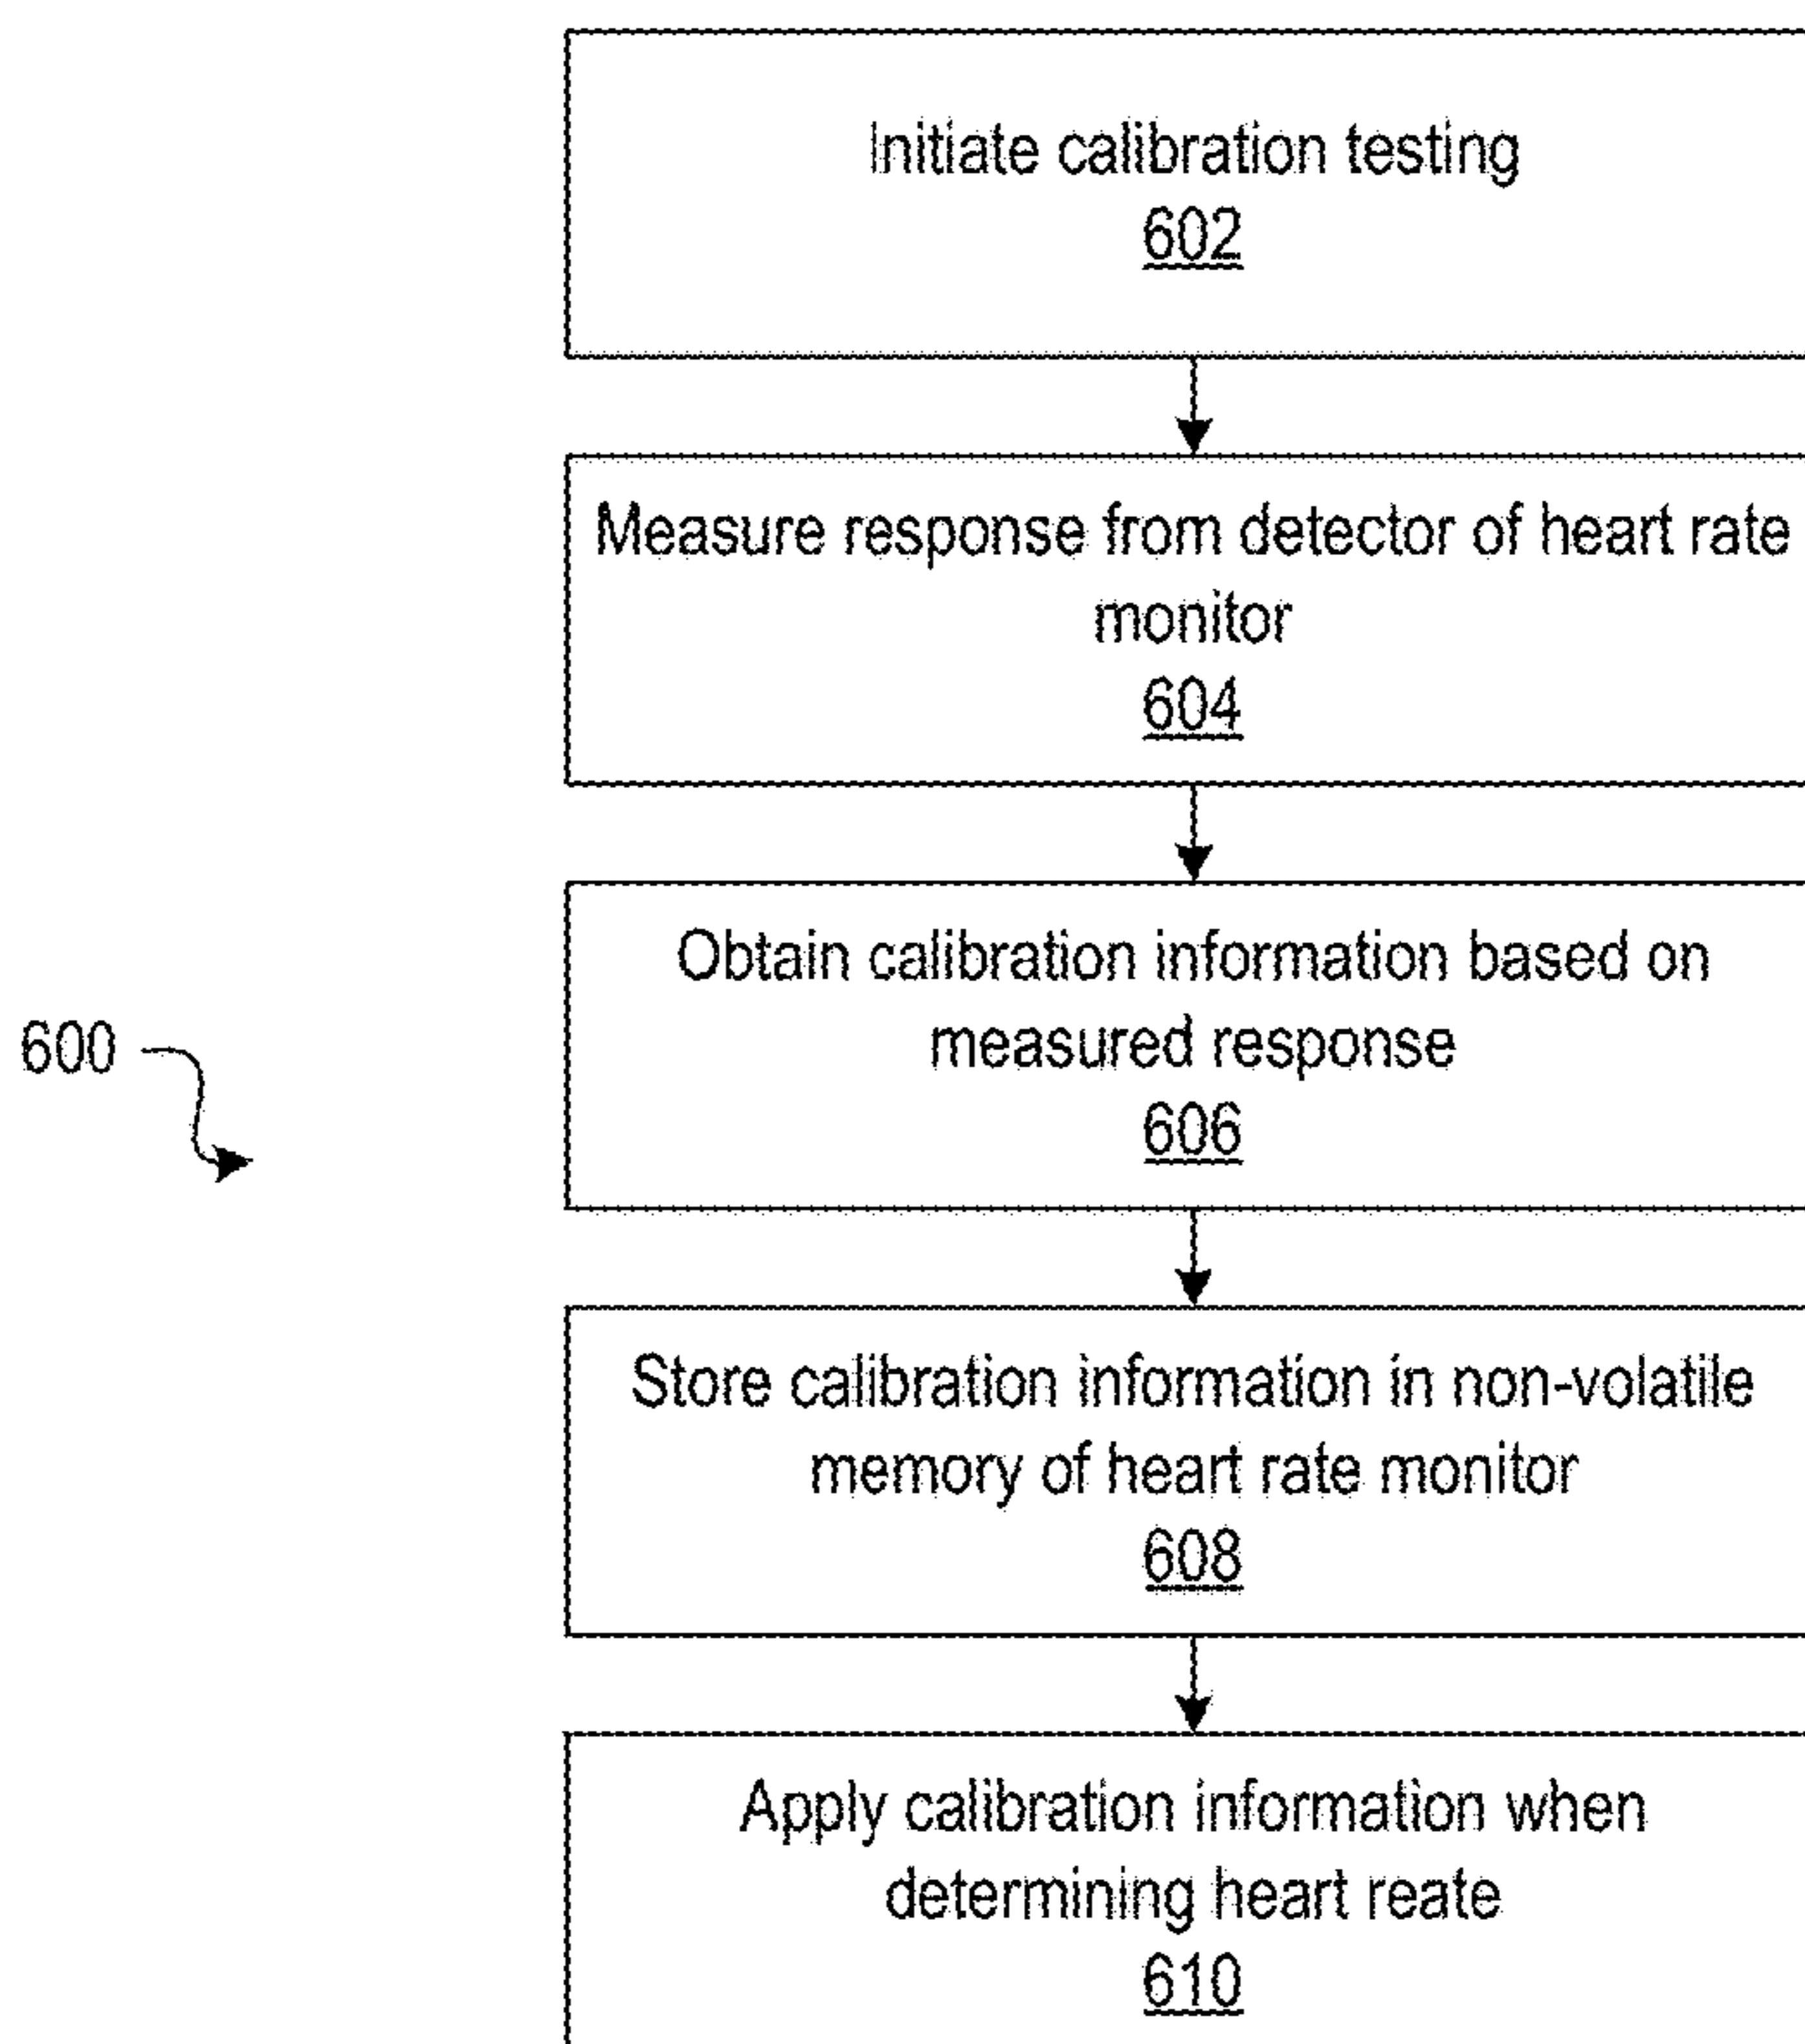 Initiate calibration testing
602
Measure response from detector of heart rate
monitor
604
Obtain calibration information based on
measured response
606
600
Store calibration information in non-volatile
memory of heart rate monitor
608
Apply calibration information when
determining heart reate
610